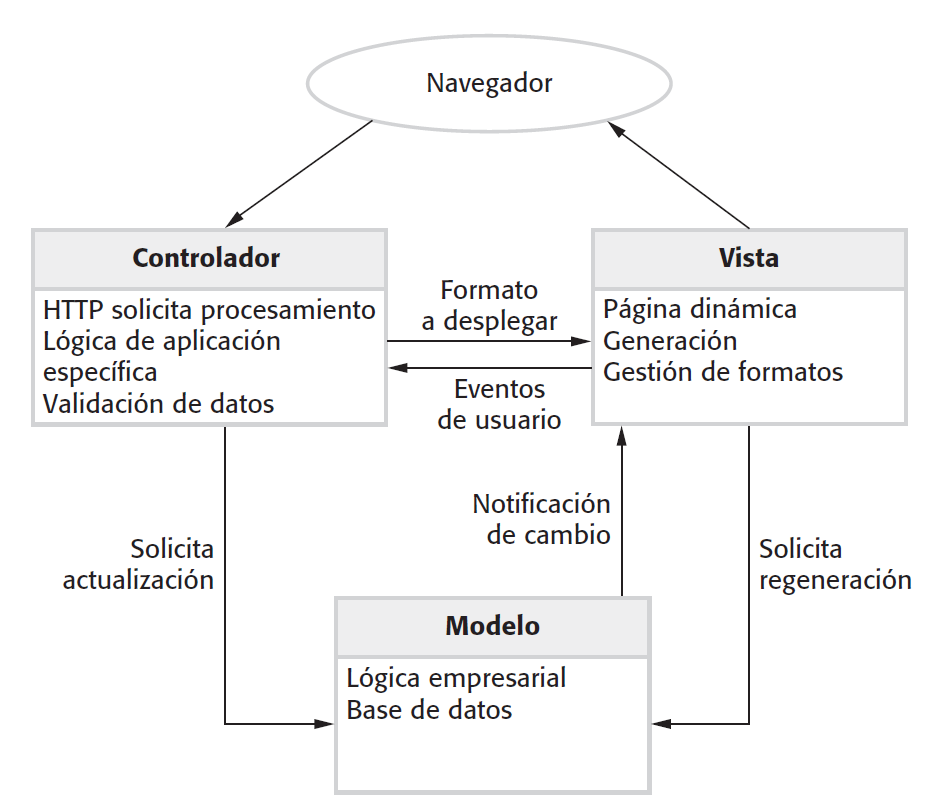 Navegador
Controlador
HTTP solicita procesamiento
Lógica de aplicación
específica
Validación de datos
Formato
a desplegar
Eventos
de usuario
Vista
Página dinámica
Generación
Gestión de formatos
Solicita
actualización
Notificación
de cambio
Solicita
regeneración
Modelo
Lógica empresarial
Base de datos